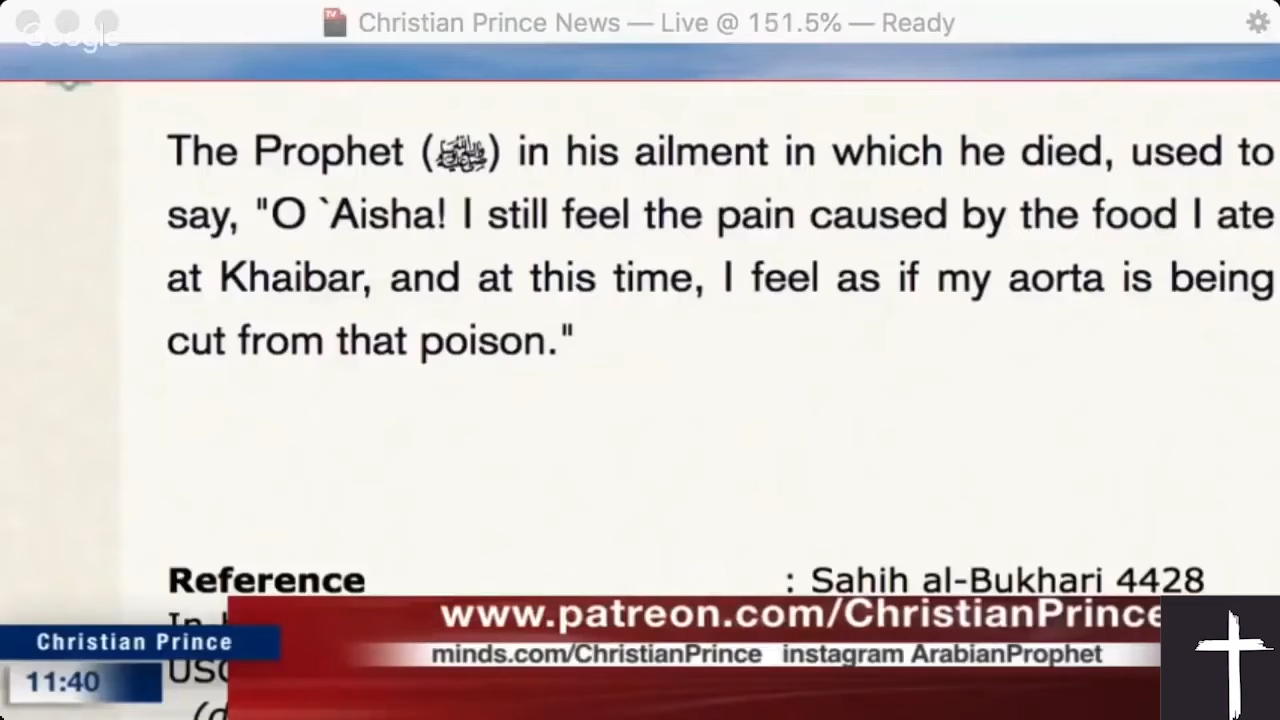 Christian Prince News — Live @ 151.5% — Ready
Google
The Prophet (ﷺ) in his ailment in which he died, used to
say, "O `Aisha! I still feel the pain caused by the food I ate
at Khaibar, and at this time, I feel as if my aorta is being
cut from that poison."
Reference : Sahih al-Bukhari 4428
www.patreon.com/ChristianPrince
Christian Prince
minds.com/ChristianPrince instagram ArabianProphet
11:40